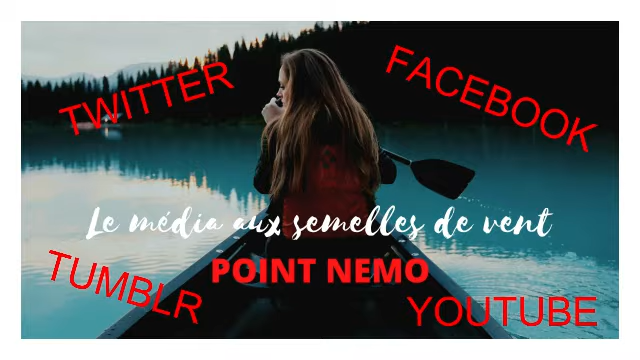 TWITTER
FACEBOOK
Le média aux semelles de vent
POINT NEMO
TUMBLR
YOUTUBE